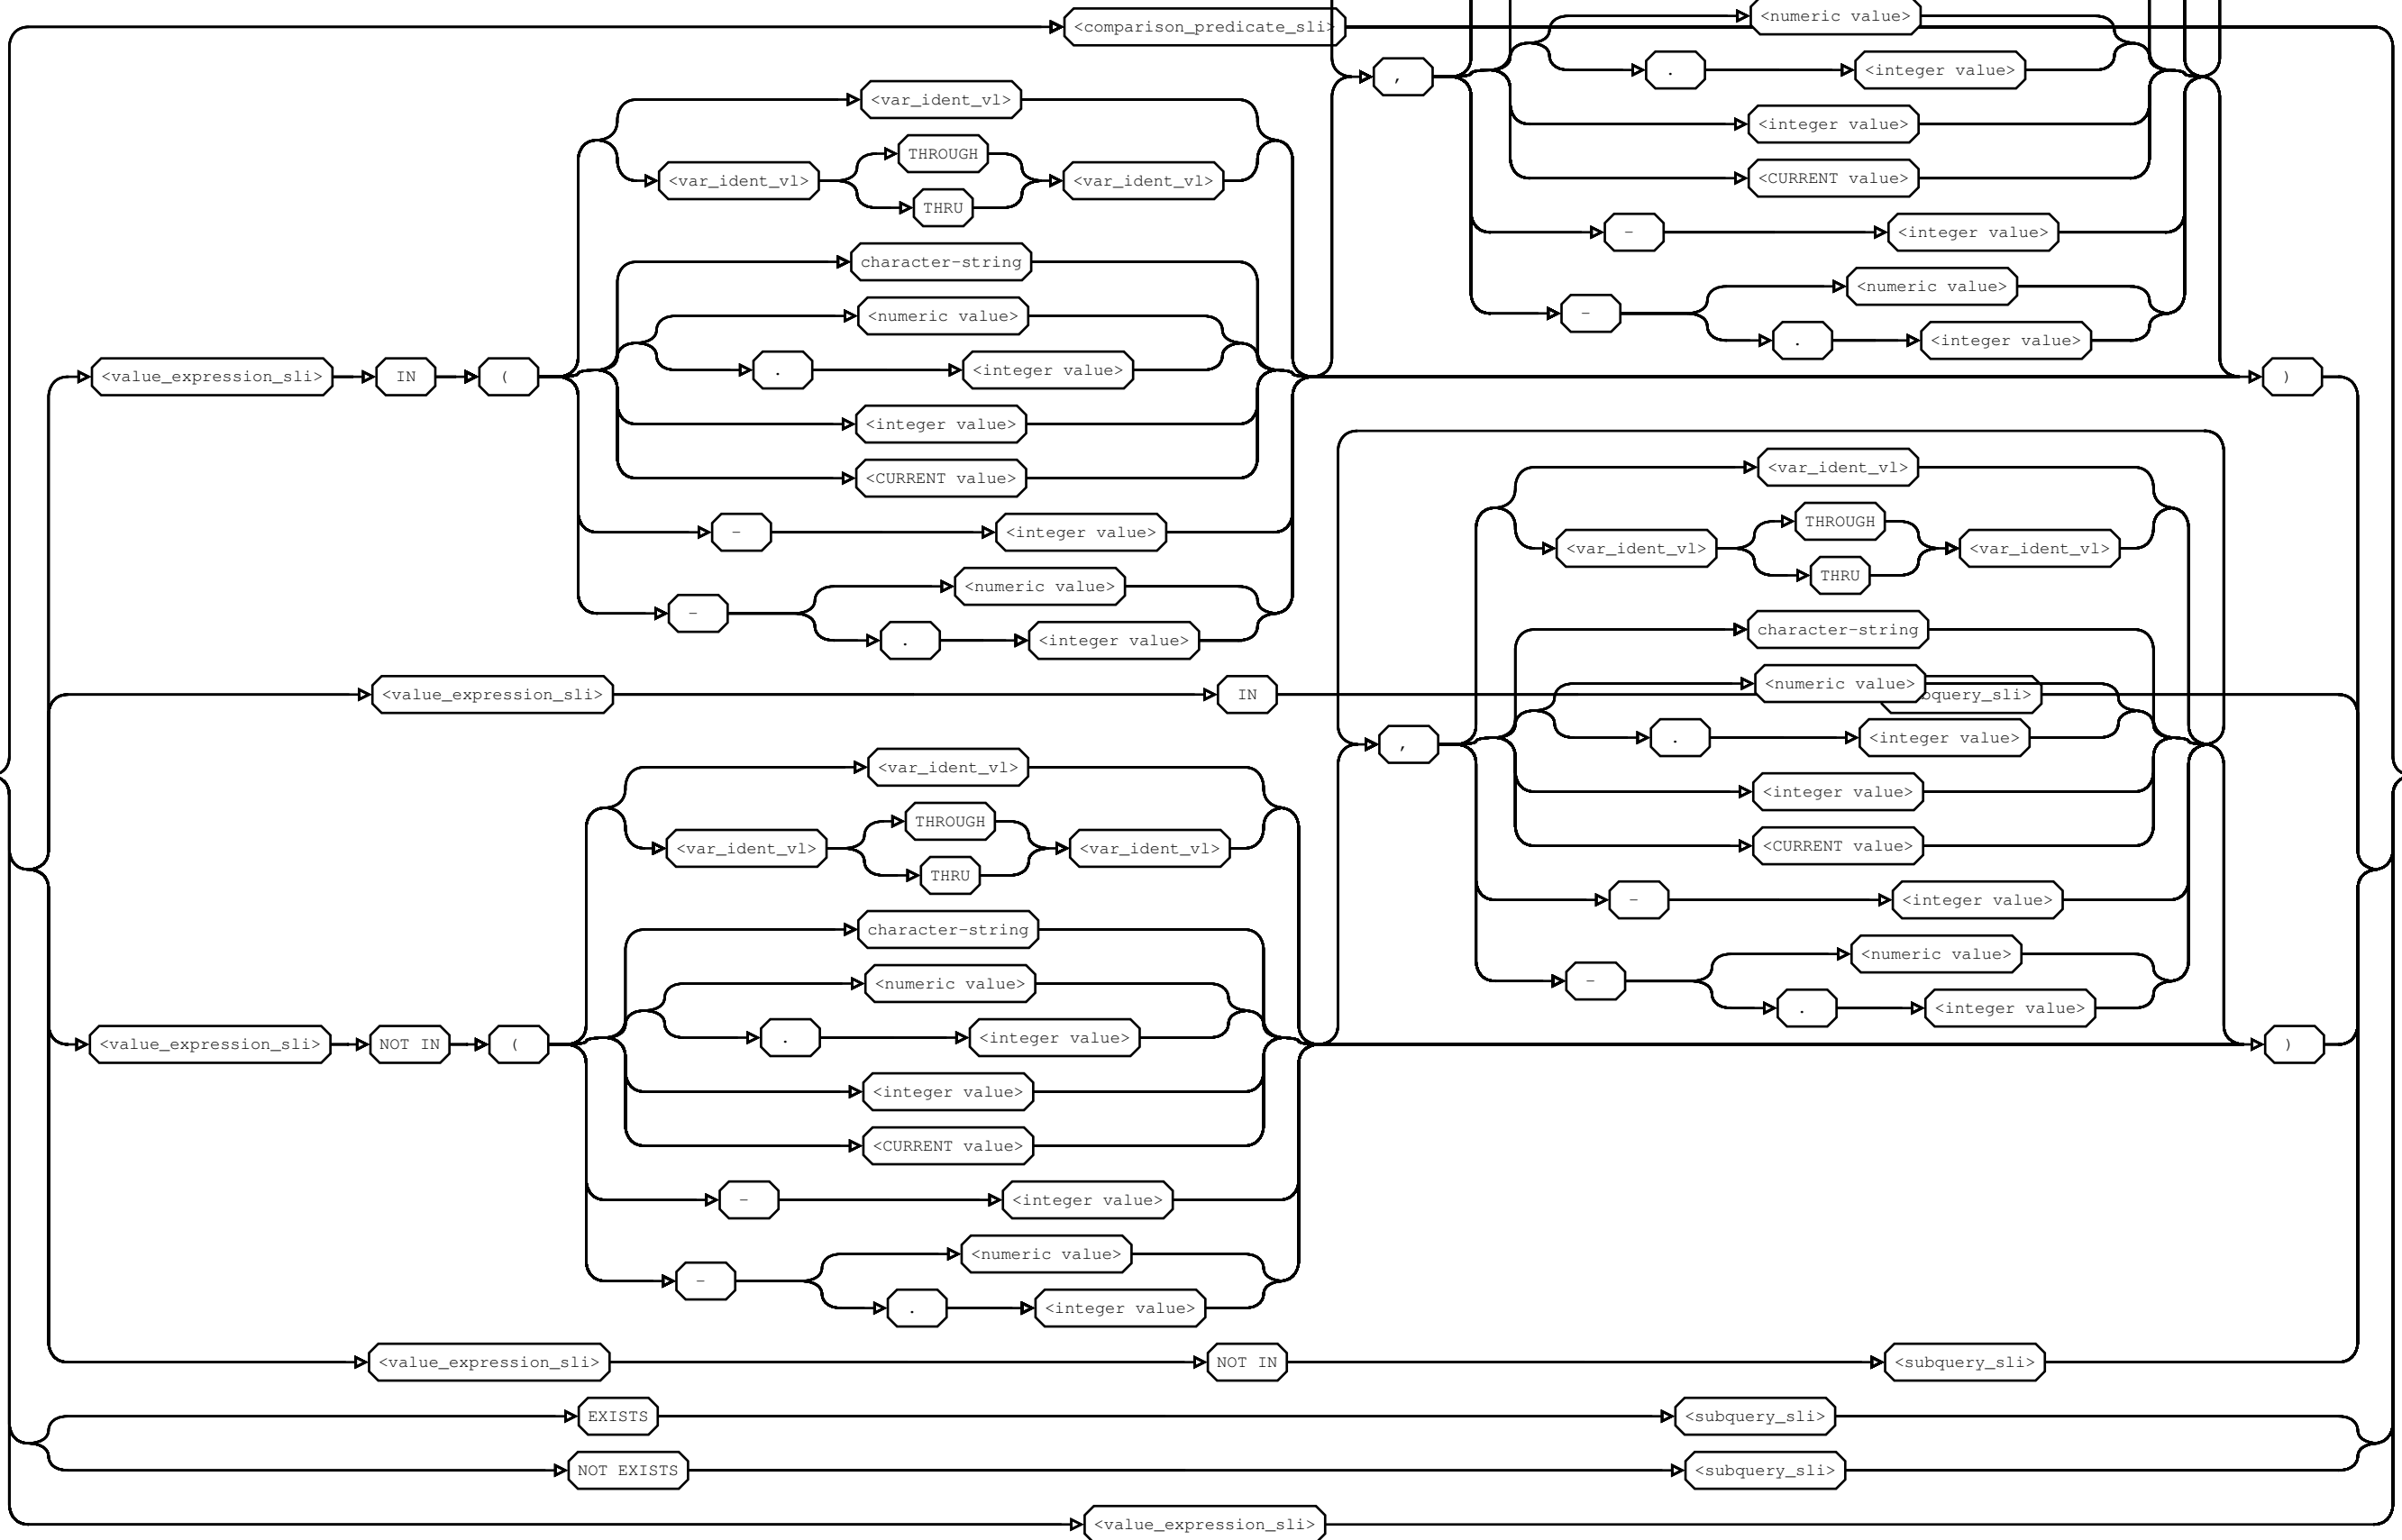 <numeric value>
<comparison_predicate_sli>
. <integer value>
,
<var_ident_vl>
<integer value>
THROUGH
<var_ident_vl> <var_ident_vl>
<CURRENT value>
THRU
- <integer value>
character-string
<numeric value>
- <numeric value>
. <integer value>
. <integer value>
<value_expression_sli> IN ( )
<integer value>
<var_ident_vl>
<CURRENT value>
THROUGH
- <integer value>
<var_ident_vl> <var_ident_vl>
THRU
<numeric value>
-
character-string
. <integer value>
<numeric value>
<value_expression_sli> IN bquery_sli>
. <integer value>
,
<var_ident_vl>
<integer value>
THROUGH
<var_ident_vl> <var_ident_vl>
<CURRENT value>
THRU
- <integer value>
character-string
<numeric value>
- <numeric value>
. <integer value>
. <integer value>
<value_expression_sli> NOT IN ( )
<integer value>
<CURRENT value>
- <integer value>
<numeric value>
-
. <integer value>
<value_expression_sli> NOT IN <subquery_sli>
EXISTS <subquery_sli>
NOT EXISTS <subquery_sli>
<value_expression_sli>